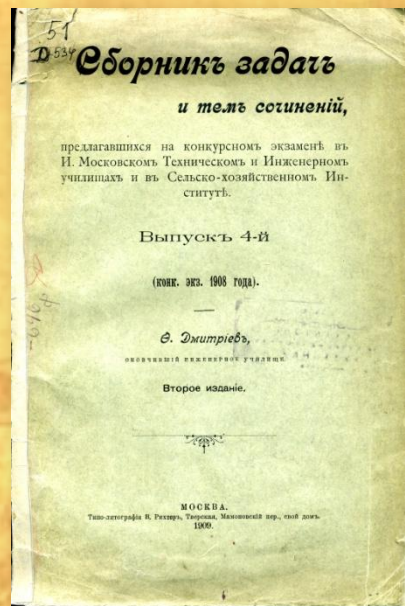 51
D-534
Сборникъ задачъ
и темъ сочиненій,
предлагавшихся на конкурсномъ экзаменѣ въ
И. Московскомъ Техническомъ и Инженерномъ
училищахъ и въ Сельско-хозяйственномъ Ин-
ститутѣ.
Выпускъ 4-й
(конк. экз. 1908 года).
Ѳ. Дмитріевъ,
окончившій инженерное училище.
Второе изданіе.
МОСКВА.
Типо-литографія И. Рихтеръ, Тверская, Мамоновскій пер., свой домъ.
1909.